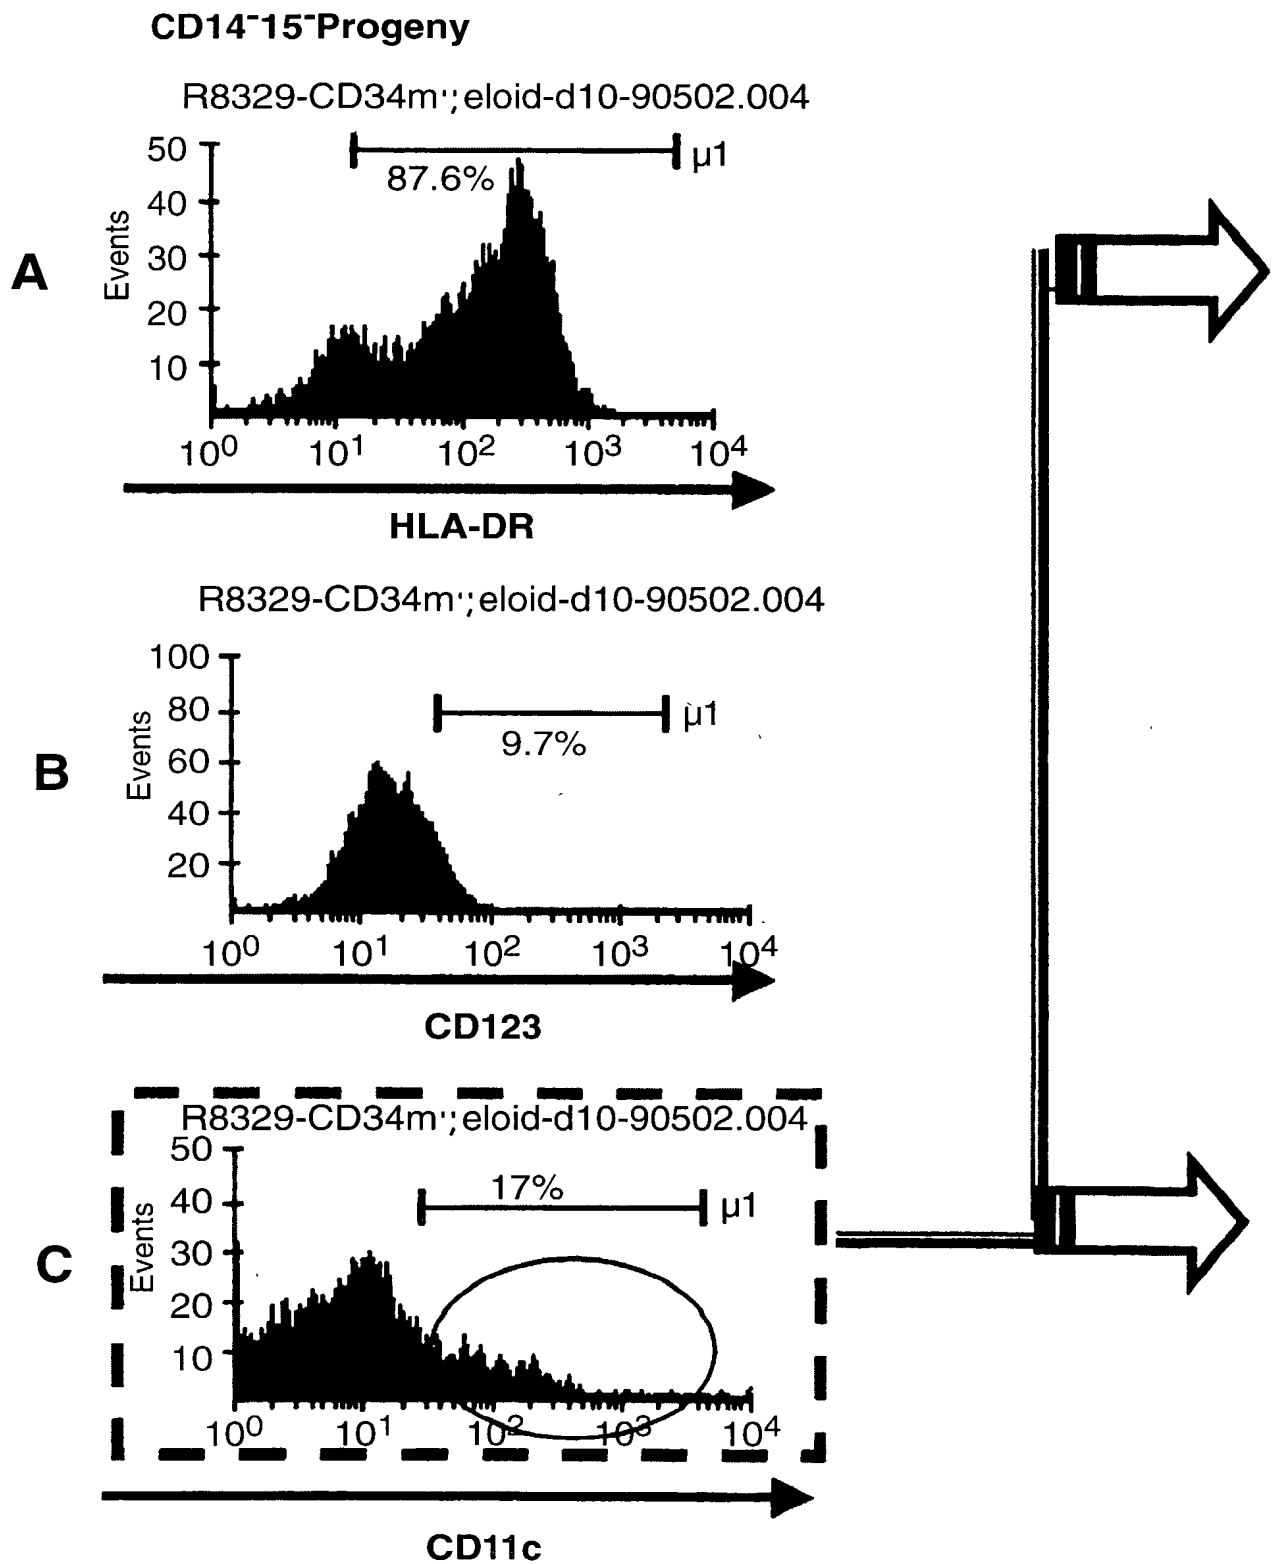 CD14⁻15⁻Progeny
R8329-CD34m'';eloid-d10-90502.004
50
40
30
20
10
Events
µ1
87.6%
A
10⁰ 10¹ 10² 10³ 10⁴
HLA-DR
R8329-CD34m'';eloid-d10-90502.004
100
80
60
40
20
Events
µ1
9.7%
B
10⁰ 10¹ 10² 10³ 10⁴
CD123
R8329-CD34m'';eloid-d10-90502.004
50
40
30
20
10
Events
17%
µ1
C
10⁰ 10¹ 10² 10³ 10⁴
CD11c